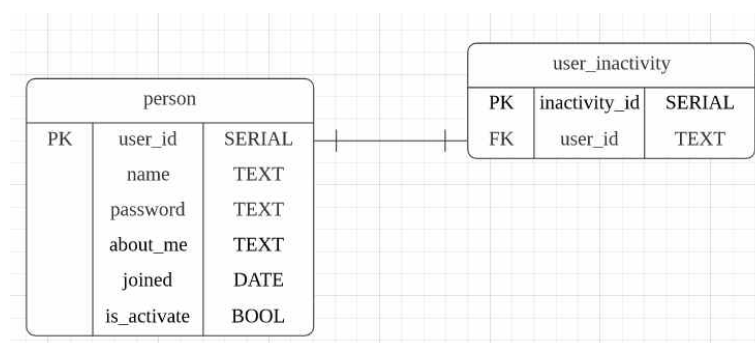 person
PK user_id SERIAL
name TEXT
password TEXT
about_me TEXT
joined DATE
is_activate BOOL
user_inactivity
PK inactivity_id SERIAL
FK user_id TEXT